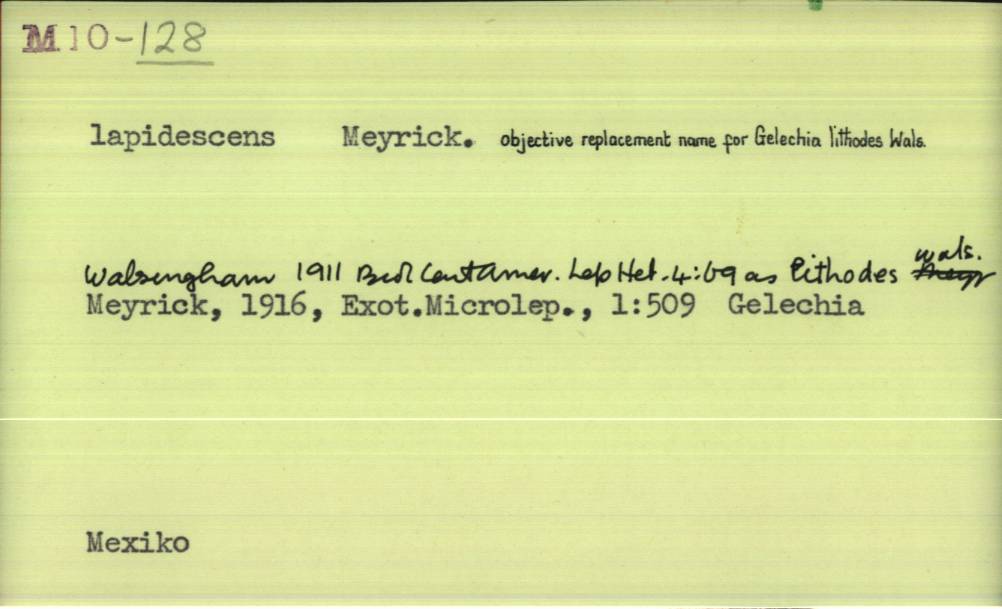 M10-128
lapidescens Meyrick. objective replacement name for Gelechia lithodes Wals.
Walsingham 1911 Biol Cent Amer. Lep Het. 4:69 as lithodes Wals.
Meyrick, 1916, Exot.Microlep., 1:509 Gelechia
Mexiko